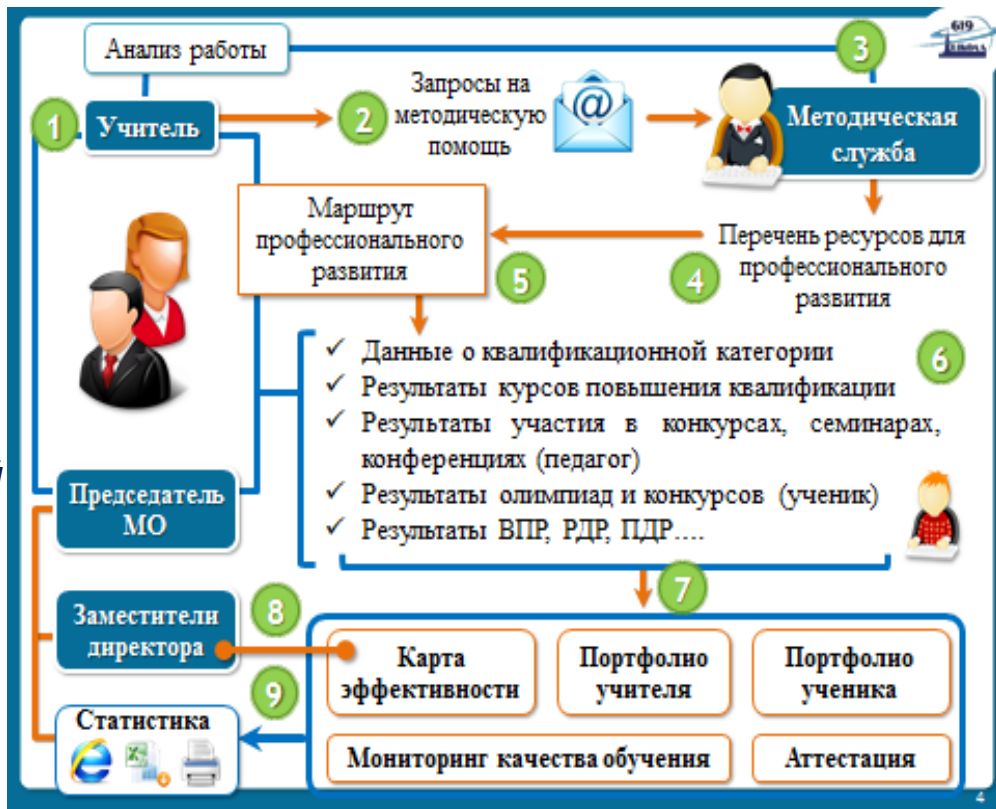 619
ШКОЛА
Анализ работы
3
1
Учитель
2
Запросы на
методическую
помощь
@
Методическая
служба
Маршрут
профессионального
развития
5
4
Перечень ресурсов для
профессионального
развития
6
✓ Данные о квалификационной категории
✓ Результаты курсов повышения квалификации
✓ Результаты участия в конкурсах, семинарах,
конференциях (педагог)
✓ Результаты олимпиад и конкурсов (ученик)
✓ Результаты ВПР, РДР, ПДР….
Председатель
МО
7
Заместители
директора
8
Карта
эффективности
Портфолио
учителя
Портфолио
ученика
9
Статистика
Мониторинг качества обучения
Аттестация
4